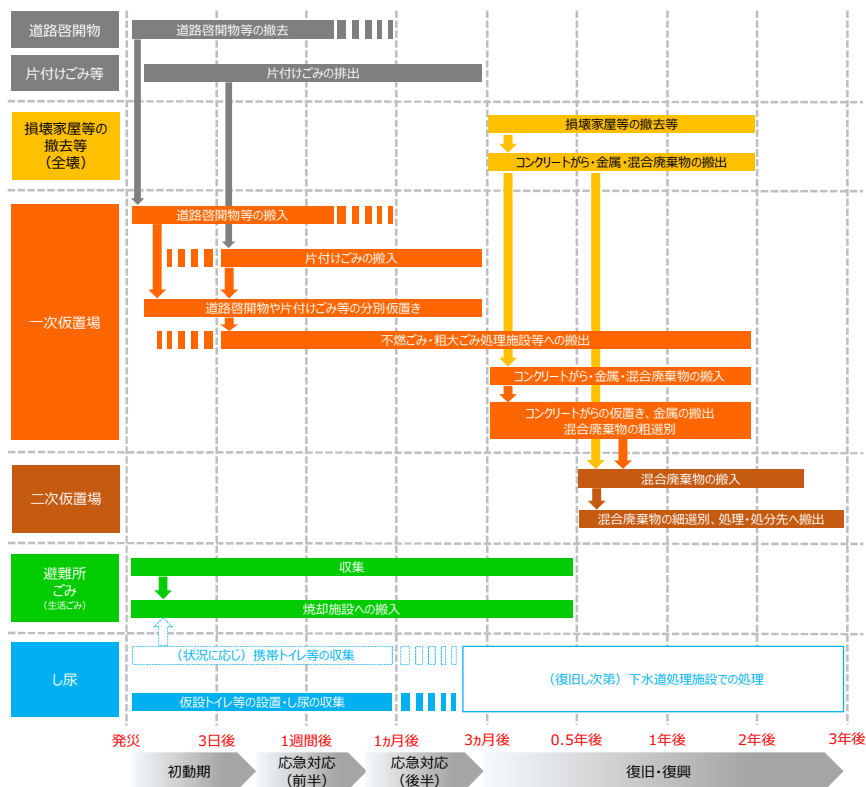 道路啓開物
道路啓開物等の撤去
片付けごみ等
片付けごみの排出
損壊家屋等の
撤去等
（全壊）
損壊家屋等の撤去等
コンクリートがら・金属・混合廃棄物の搬出
一次仮置場
道路啓開物等の搬入
片付けごみの搬入
道路啓開物や片付けごみ等の分別仮置き
不燃ごみ・粗大ごみ処理施設等への搬出
コンクリートがら・金属・混合廃棄物の搬入
コンクリートがらの仮置き、金属の搬出
混合廃棄物の粗選別
二次仮置場
混合廃棄物の搬入
混合廃棄物の細選別、処理・処分先へ搬出
避難所
ごみ
（生活ごみ）
収集
焼却施設への搬入
し尿
（状況に応じ）携帯トイレ等の収集
仮設トイレ等の設置・し尿の収集
（復旧し次第）下水道処理施設での処理
発災
3日後
1週間後
1ヵ月後
3ヵ月後
0.5年後
1年後
2年後
3年後
初動期
応急対応
（前半）
応急対応
（後半）
復旧・復興